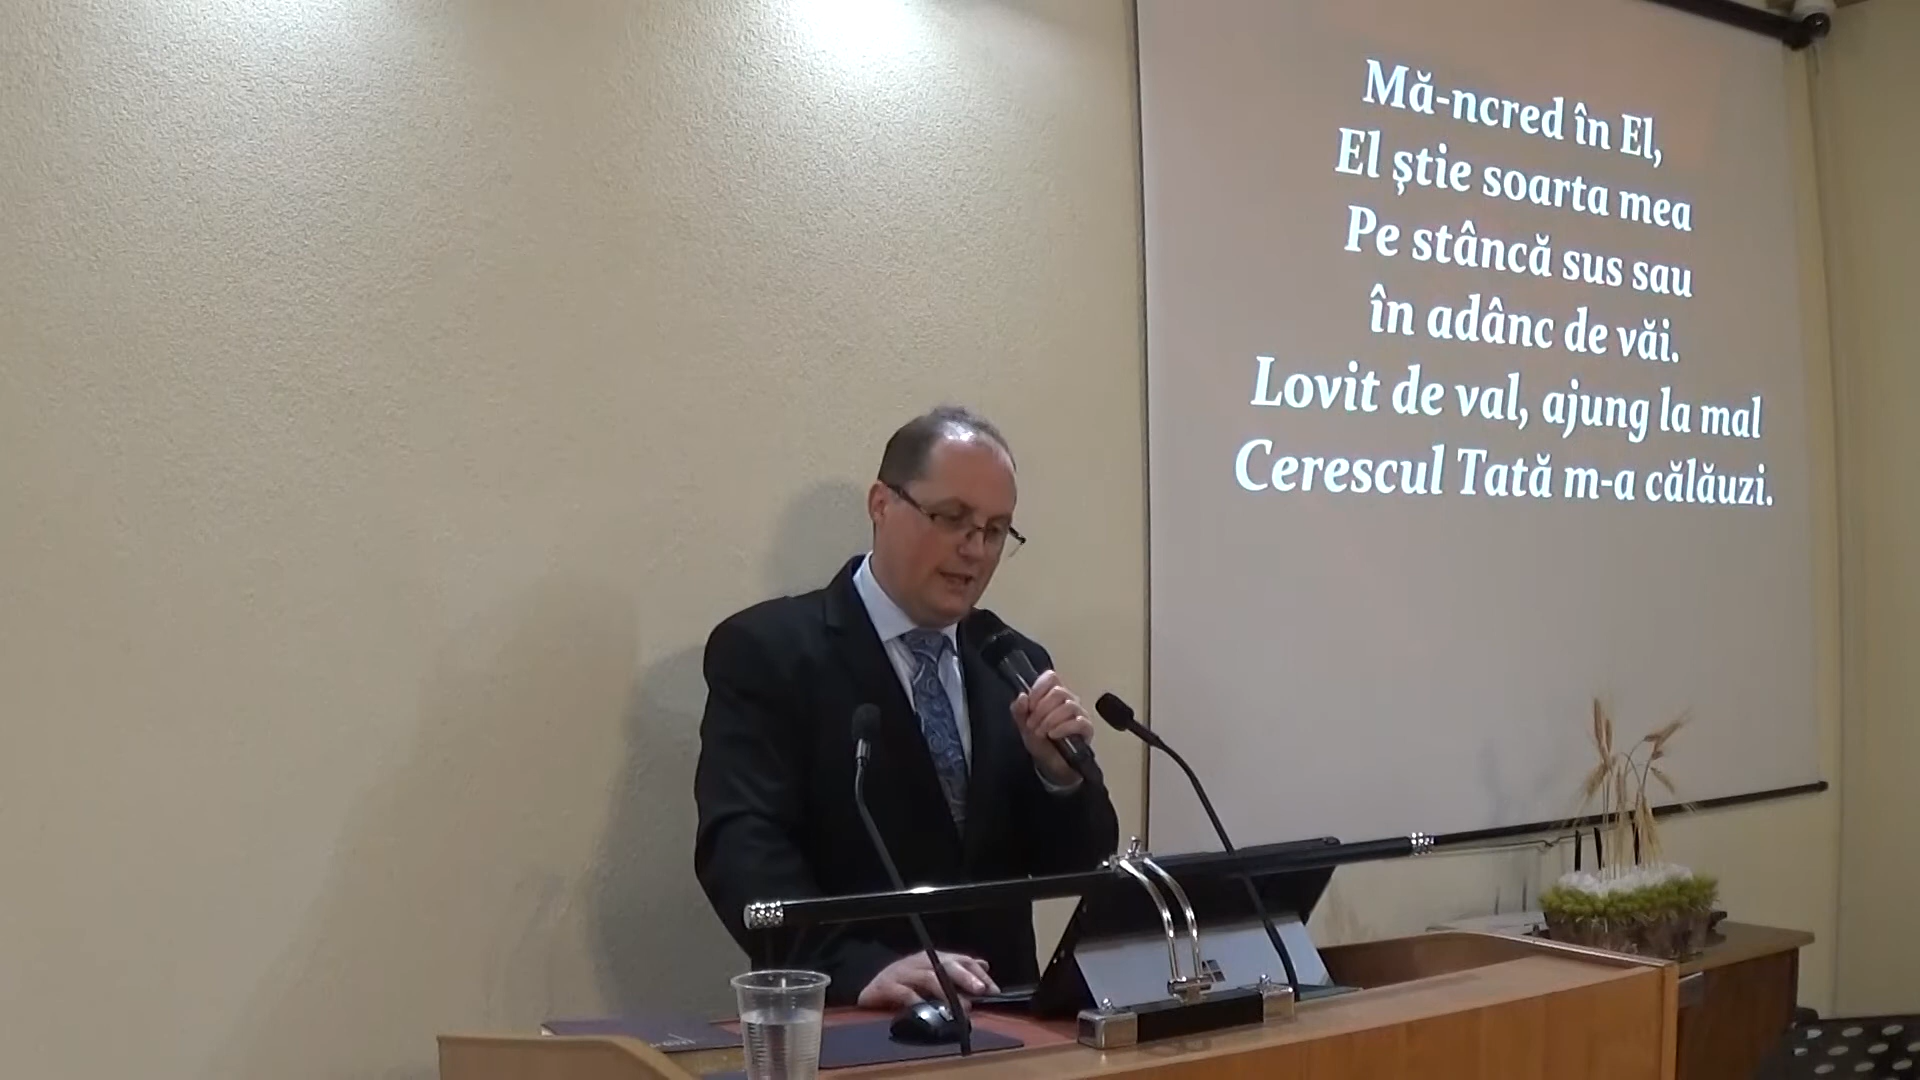 Mă-ncred în El,
El știe soarta mea
Pe stâncă sus sau
în adânc de văi.
Lovit de val, ajung la mal
Cerescul Tată m-a călăuzi.